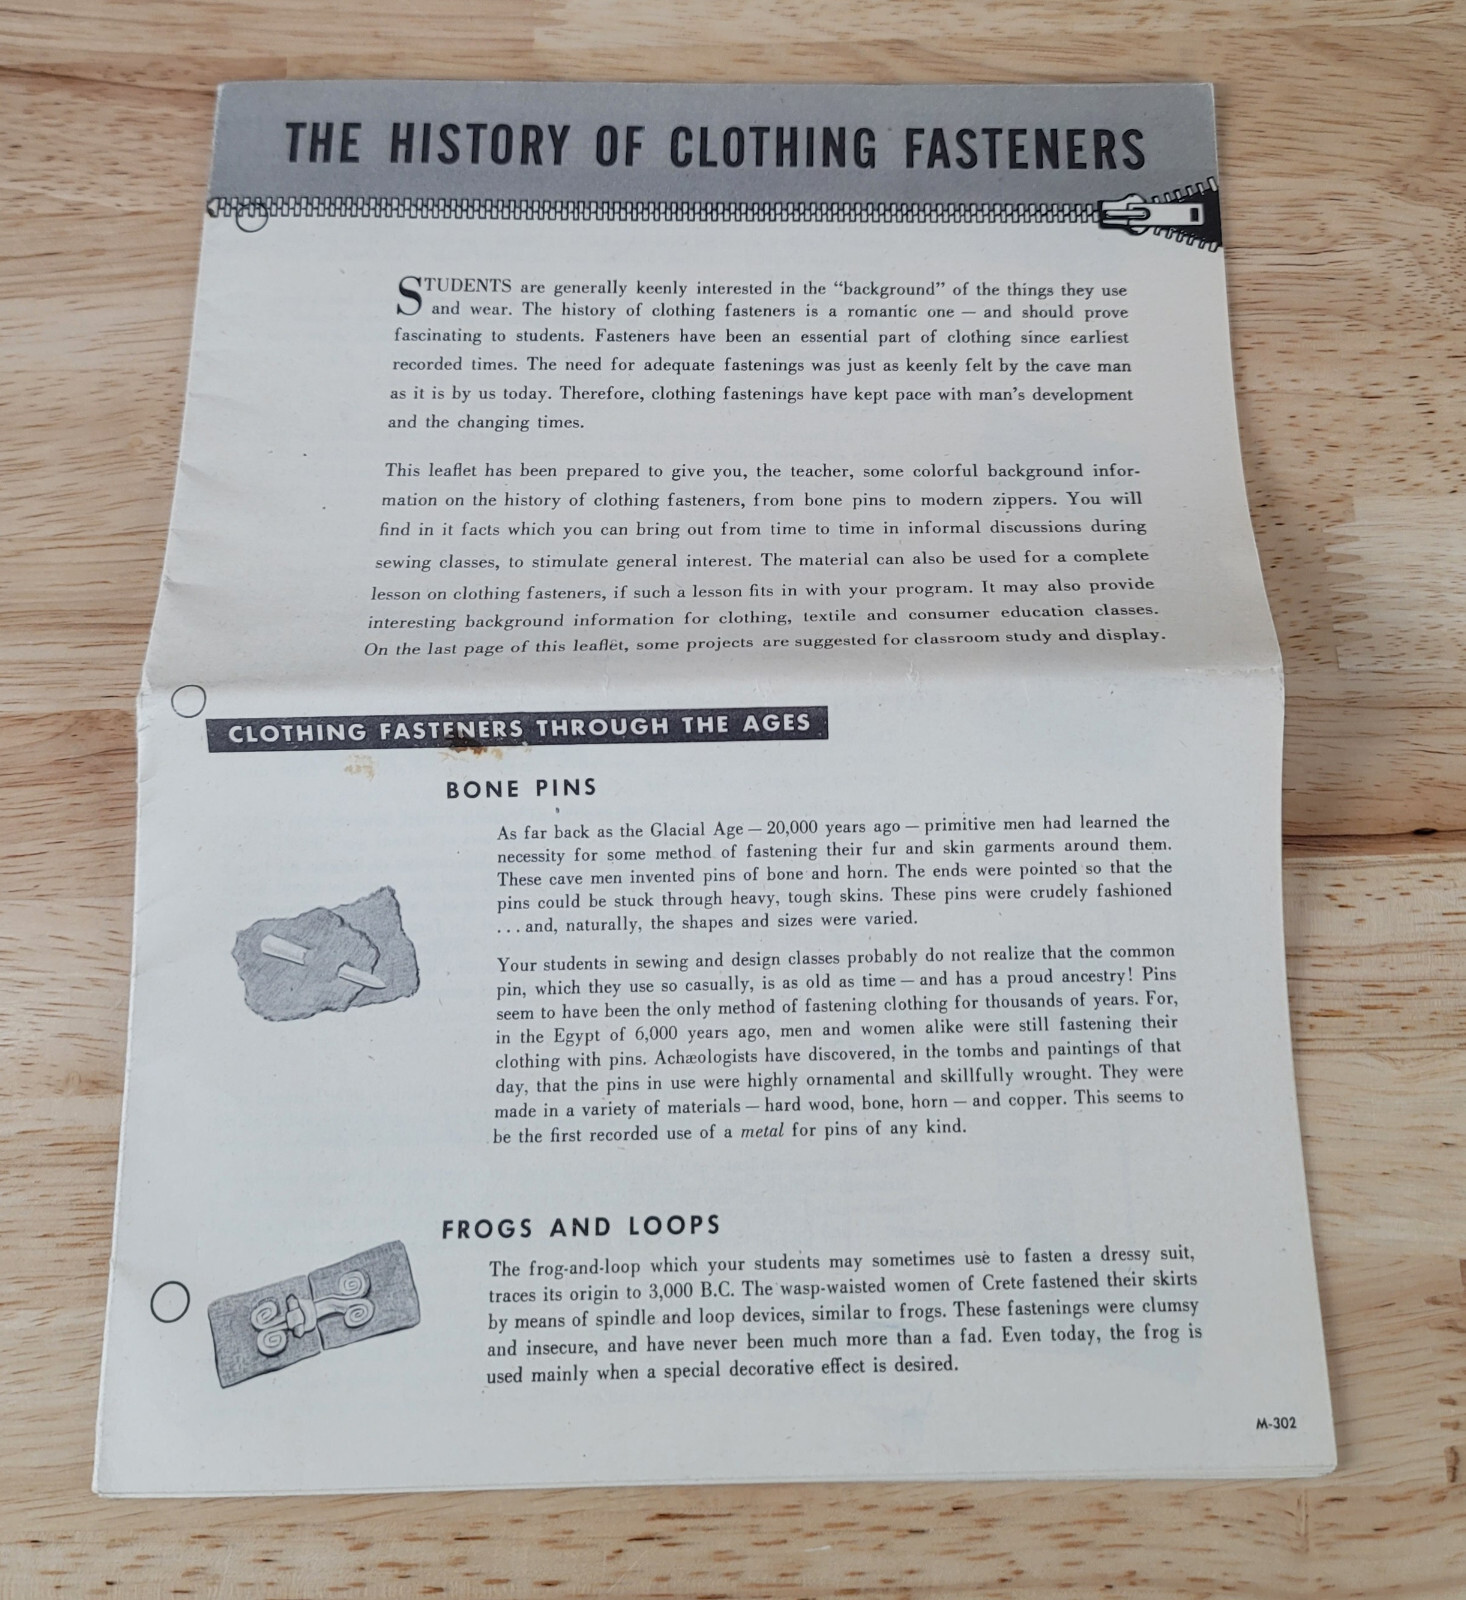 THE HISTORY OF CLOTHING FASTENERS
STUDENTS are generally keenly interested in the “background” of the things they use
and wear. The history of clothing fasteners is a romantic one — and should prove
fascinating to students. Fasteners have been an essential part of clothing since earliest
recorded times. The need for adequate fastenings was just as keenly felt by the cave man
as it is by us today. Therefore, clothing fastenings have kept pace with man’s development
and the changing times.
This leaflet has been prepared to give you, the teacher, some colorful background infor-
mation on the history of clothing fasteners, from bone pins to modern zippers. You will
find in it facts which you can bring out from time to time in informal discussions during
sewing classes, to stimulate general interest. The material can also be used for a complete
lesson on clothing fasteners, if such a lesson fits in with your program. It may also provide
interesting background information for clothing, textile and consumer education classes.
On the last page of this leaflet, some projects are suggested for classroom study and display.
CLOTHING FASTENERS THROUGH THE AGES
BONE PINS
As far back as the Glacial Age — 20,000 years ago — primitive men had learned the
necessity for some method of fastening their fur and skin garments around them.
These cave men invented pins of bone and horn. The ends were pointed so that the
pins could be stuck through heavy, tough skins. These pins were crudely fashioned
. . . and, naturally, the shapes and sizes were varied.
Your students in sewing and design classes probably do not realize that the common
pin, which they use so casually, is as old as time — and has a proud ancestry! Pins
seem to have been the only method of fastening clothing for thousands of years. For,
in the Egypt of 6,000 years ago, men and women alike were still fastening their
clothing with pins. Achæologists have discovered, in the tombs and paintings of that
day, that the pins in use were highly ornamental and skillfully wrought. They were
made in a variety of materials — hard wood, bone, horn — and copper. This seems to
be the first recorded use of a metal for pins of any kind.
FROGS AND LOOPS
The frog-and-loop which your students may sometimes use to fasten a dressy suit,
traces its origin to 3,000 B.C. The wasp-waisted women of Crete fastened their skirts
by means of spindle and loop devices, similar to frogs. These fastenings were clumsy
and insecure, and have never been much more than a fad. Even today, the frog is
used mainly when a special decorative effect is desired.
M-302